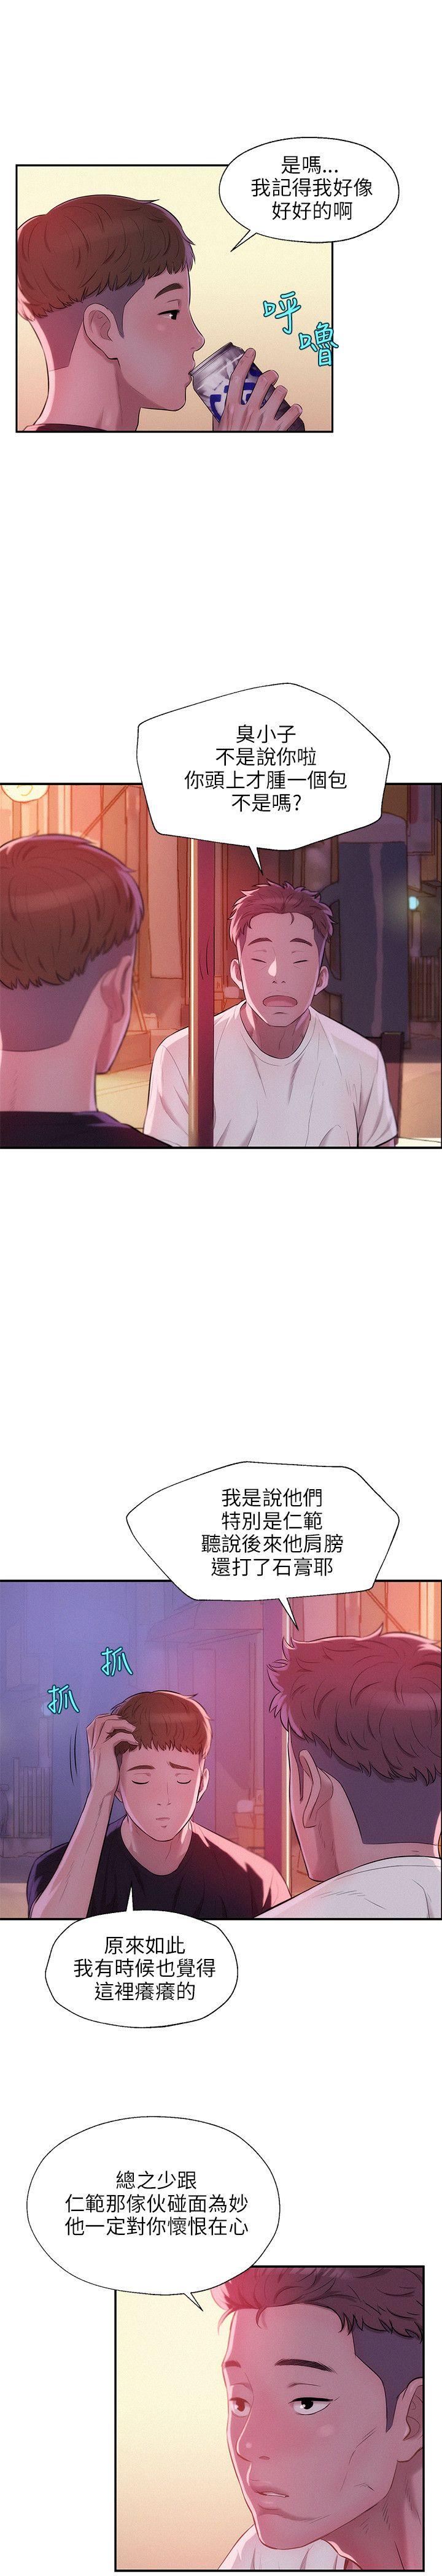 是嗎...
我記得我好像
好好的啊
呼
嚕
臭小子
不是說你啦
你頭上才腫一個包
不是嗎?
我是說他們
特別是仁範
聽說後來他肩膀
還打了石膏耶
抓
抓
原來如此
我有時候也覺得
這裡癢癢的
總之少跟
仁範那傢伙碰面為妙
他一定對你懷恨在心